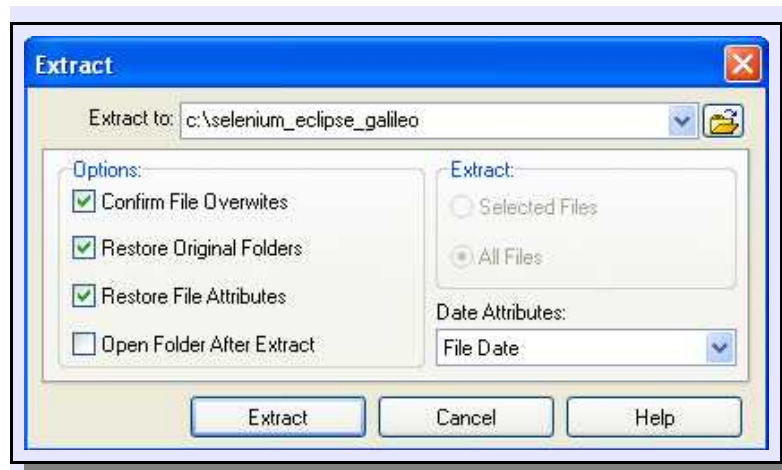 Extract
Extract to: c:\selenium_eclipse_galileo
Options:
Confirm File Overwites
Restore Original Folders
Restore File Attributes
Open Folder After Extract
Extract:
Selected Files
All Files
Date Attributes:
File Date
Extract Cancel Help